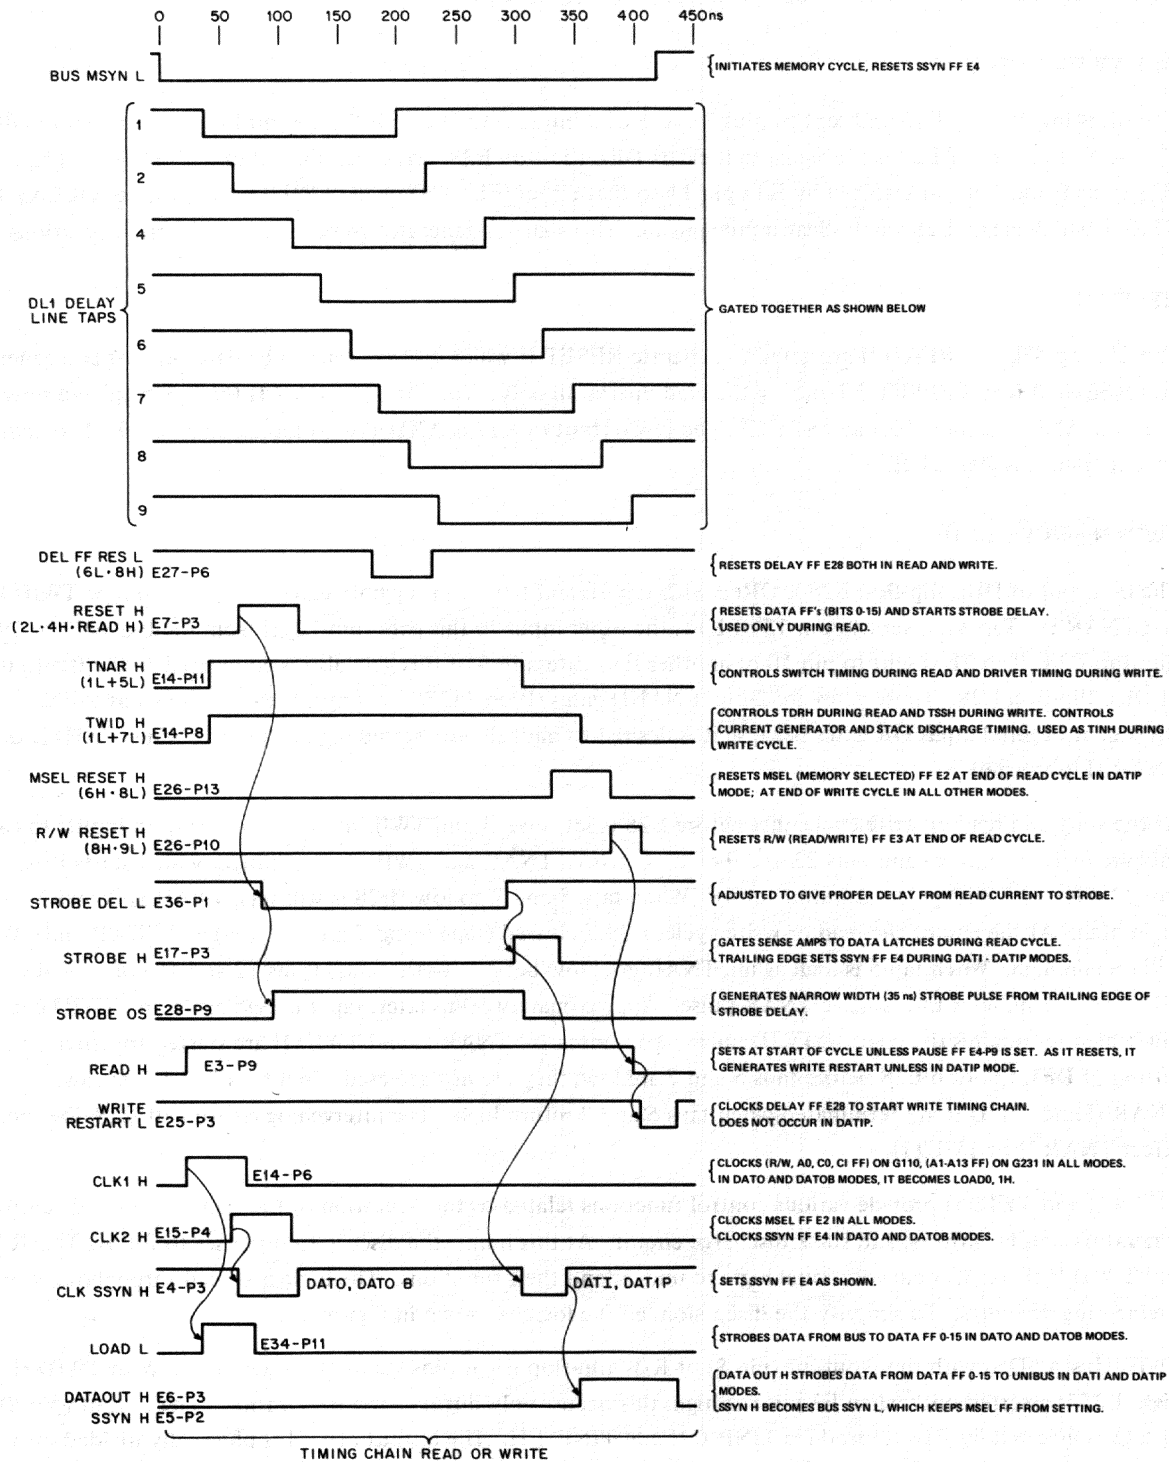 0 50 100 150 200 250 300 350 400 450ns
BUS MSYN L
INITIATES MEMORY CYCLE, RESETS SSYN FF E4
1
2
4
5
DL1 DELAY
LINE TAPS
GATED TOGETHER AS SHOWN BELOW
6
7
8
9
DEL FF RES L
(6L·8H) E27-P6
RESETS DELAY FF E28 BOTH IN READ AND WRITE.
RESET H
(2L·4H·READ H) E7-P3
RESETS DATA FF's (BITS 0-15) AND STARTS STROBE DELAY.
USED ONLY DURING READ.
TNAR H
(1L+5L) E14-P11
CONTROLS SWITCH TIMING DURING READ AND DRIVER TIMING DURING WRITE.
TWID H
(1L+7L) E14-P8
CONTROLS TDRH DURING READ AND TSSH DURING WRITE. CONTROLS
CURRENT GENERATOR AND STACK DISCHARGE TIMING. USED AS TINH DURING
WRITE CYCLE.
MSEL RESET H
(6H·8L) E26-P13
RESETS MSEL (MEMORY SELECTED) FF E2 AT END OF READ CYCLE IN DATIP
MODE; AT END OF WRITE CYCLE IN ALL OTHER MODES.
R/W RESET H
(8H·9L) E26-P10
RESETS R/W (READ/WRITE) FF E3 AT END OF READ CYCLE.
STROBE DEL L E36-P1
ADJUSTED TO GIVE PROPER DELAY FROM READ CURRENT TO STROBE.
STROBE H E17-P3
GATES SENSE AMPS TO DATA LATCHES DURING READ CYCLE.
TRAILING EDGE SETS SSYN FF E4 DURING DATI - DATIP MODES.
STROBE OS E28-P9
GENERATES NARROW WIDTH (35 ns) STROBE PULSE FROM TRAILING EDGE OF
STROBE DELAY.
READ H E3-P9
SETS AT START OF CYCLE UNLESS PAUSE FF E4-P9 IS SET. AS IT RESETS, IT
GENERATES WRITE RESTART UNLESS IN DATIP MODE.
WRITE
RESTART L E25-P3
CLOCKS DELAY FF E28 TO START WRITE TIMING CHAIN.
DOES NOT OCCUR IN DATIP.
CLK1 H E14-P6
CLOCKS (R/W, A0, C0, CI FF) ON G110, (A1-A13 FF) ON G231 IN ALL MODES.
IN DATO AND DATOB MODES, IT BECOMES LOAD0, 1H.
CLK2 H E15-P4
CLOCKS MSEL FF E2 IN ALL MODES.
CLOCKS SSYN FF E4 IN DATO AND DATOB MODES.
CLK SSYN H E4-P3 DATO, DATO B DATI, DATIP
SETS SSYN FF E4 AS SHOWN.
LOAD L E34-P11
STROBES DATA FROM BUS TO DATA FF 0-15 IN DATO AND DATOB MODES.
DATAOUT H E6-P3
SSYN H E5-P2
DATA OUT H STROBES DATA FROM DATA FF 0-15 TO UNIBUS IN DATI AND DATIP
MODES.
SSYN H BECOMES BUS SSYN L, WHICH KEEPS MSEL FF FROM SETTING.
TIMING CHAIN READ OR WRITE